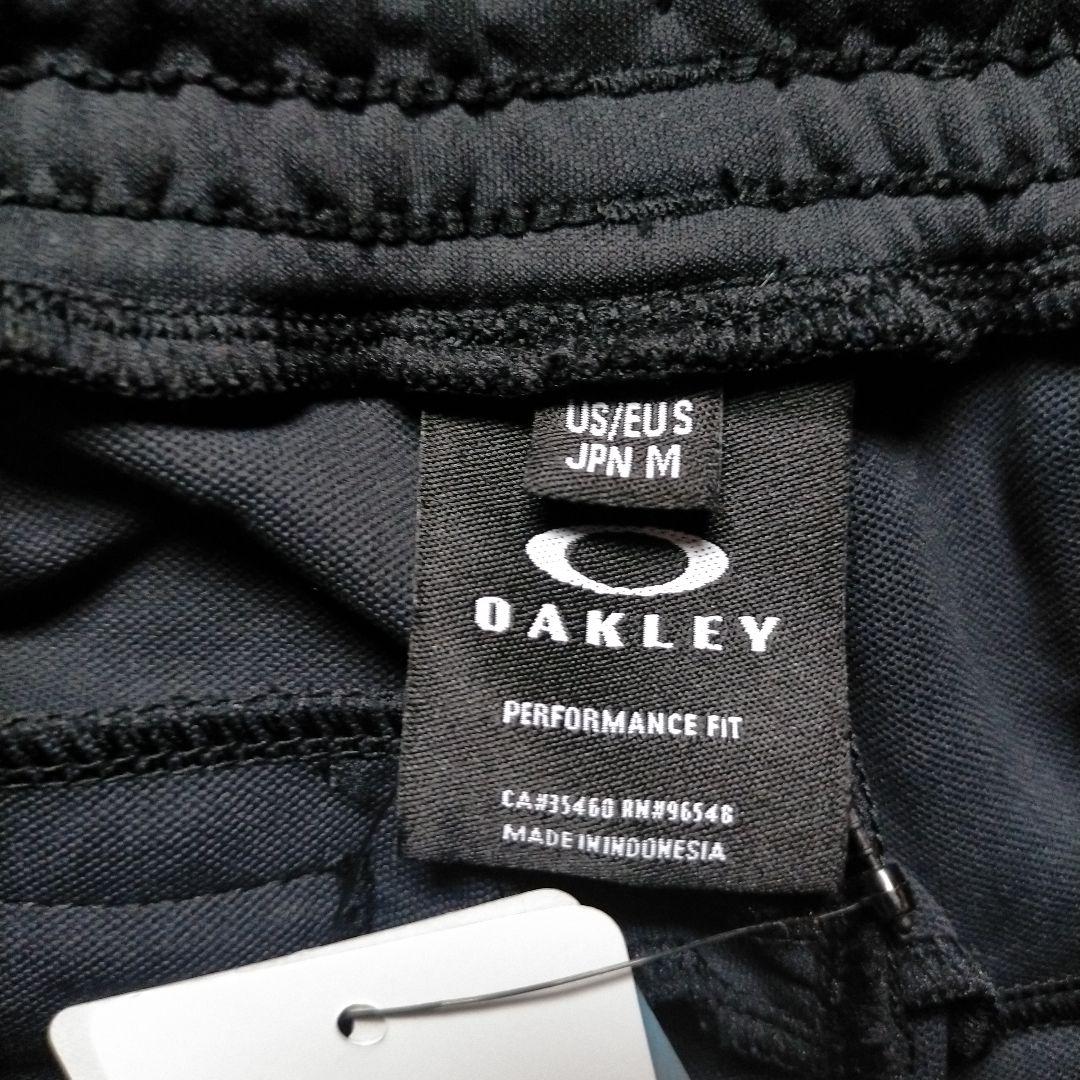 US/EU S
JPN M
OAKLEY
PERFORMANCE FIT
CA#35460 RN#96548
MADE IN INDONESIA